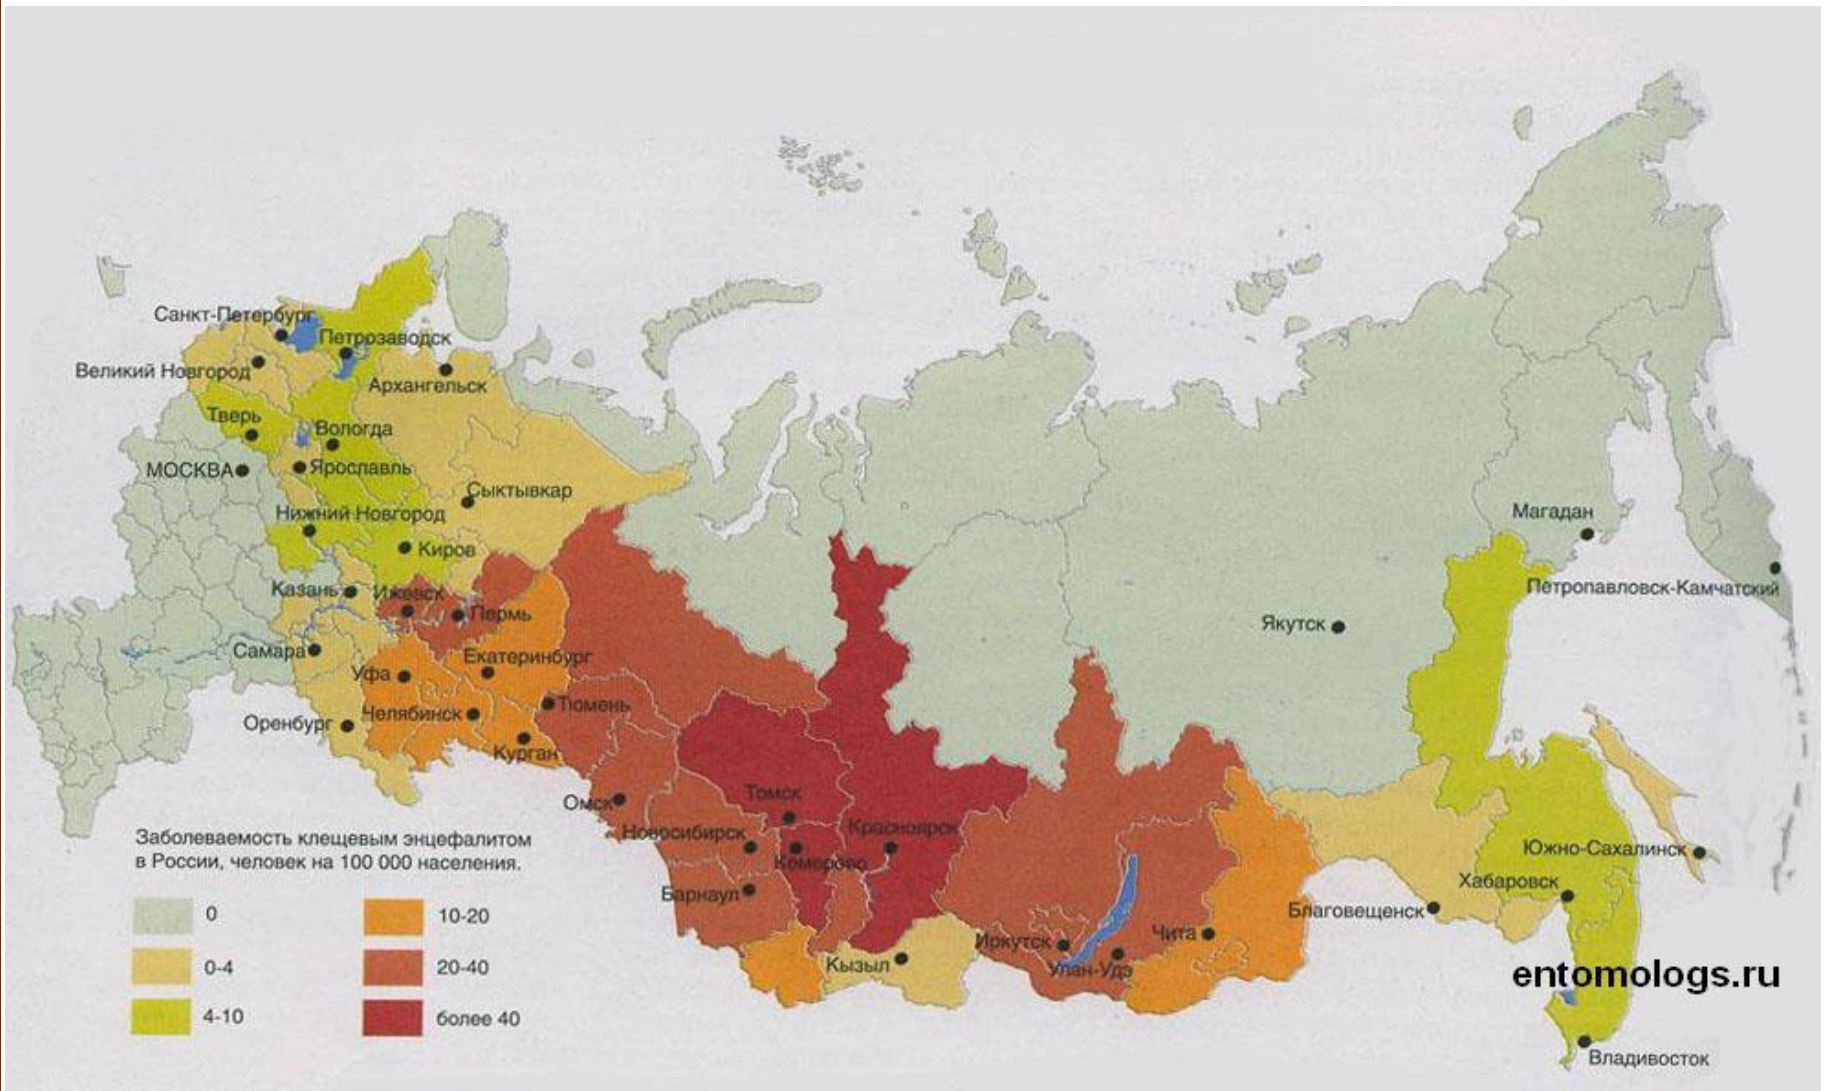 Санкт-Петербург
Петрозаводск
Великий Новгород
Архангельск
Тверь
Вологда
МОСКВА
Ярославль
Сыктывкар
Нижний Новгород
Киров
Магадан
Петропавловск-Камчатский
Казань
Ижевск
Пермь
Якутск
Самара
Екатеринбург
Уфа
Тюмень
Оренбург
Челябинск
Курган
Омск
Томск
Новосибирск
Красноярск
Кемерово
Барнаул
Южно-Сахалинск
Хабаровск
Благовещенск
Иркутск
Чита
Кызыл
Улан-Удэ
Владивосток
Заболеваемость клещевым энцефалитом
в России, человек на 100 000 населения.
0
0-4
4-10
10-20
20-40
более 40
entomologs.ru